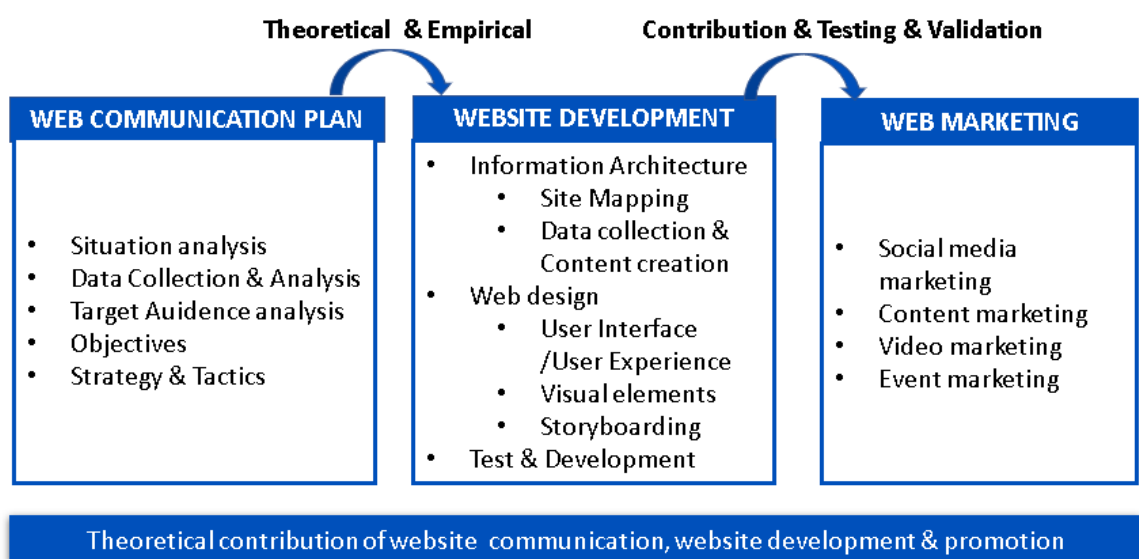 Theoretical & Empirical
Contribution & Testing & Validation
WEB COMMUNICATION PLAN
• Situation analysis
• Data Collection & Analysis
• Target Auidence analysis
• Objectives
• Strategy & Tactics
WEBSITE DEVELOPMENT
• Information Architecture
• Site Mapping
• Data collection &
Content creation
• Web design
• User Interface
/User Experience
• Visual elements
• Storyboarding
• Test & Development
WEB MARKETING
• Social media
marketing
• Content marketing
• Video marketing
• Event marketing
Theoretical contribution of website communication, website development & promotion